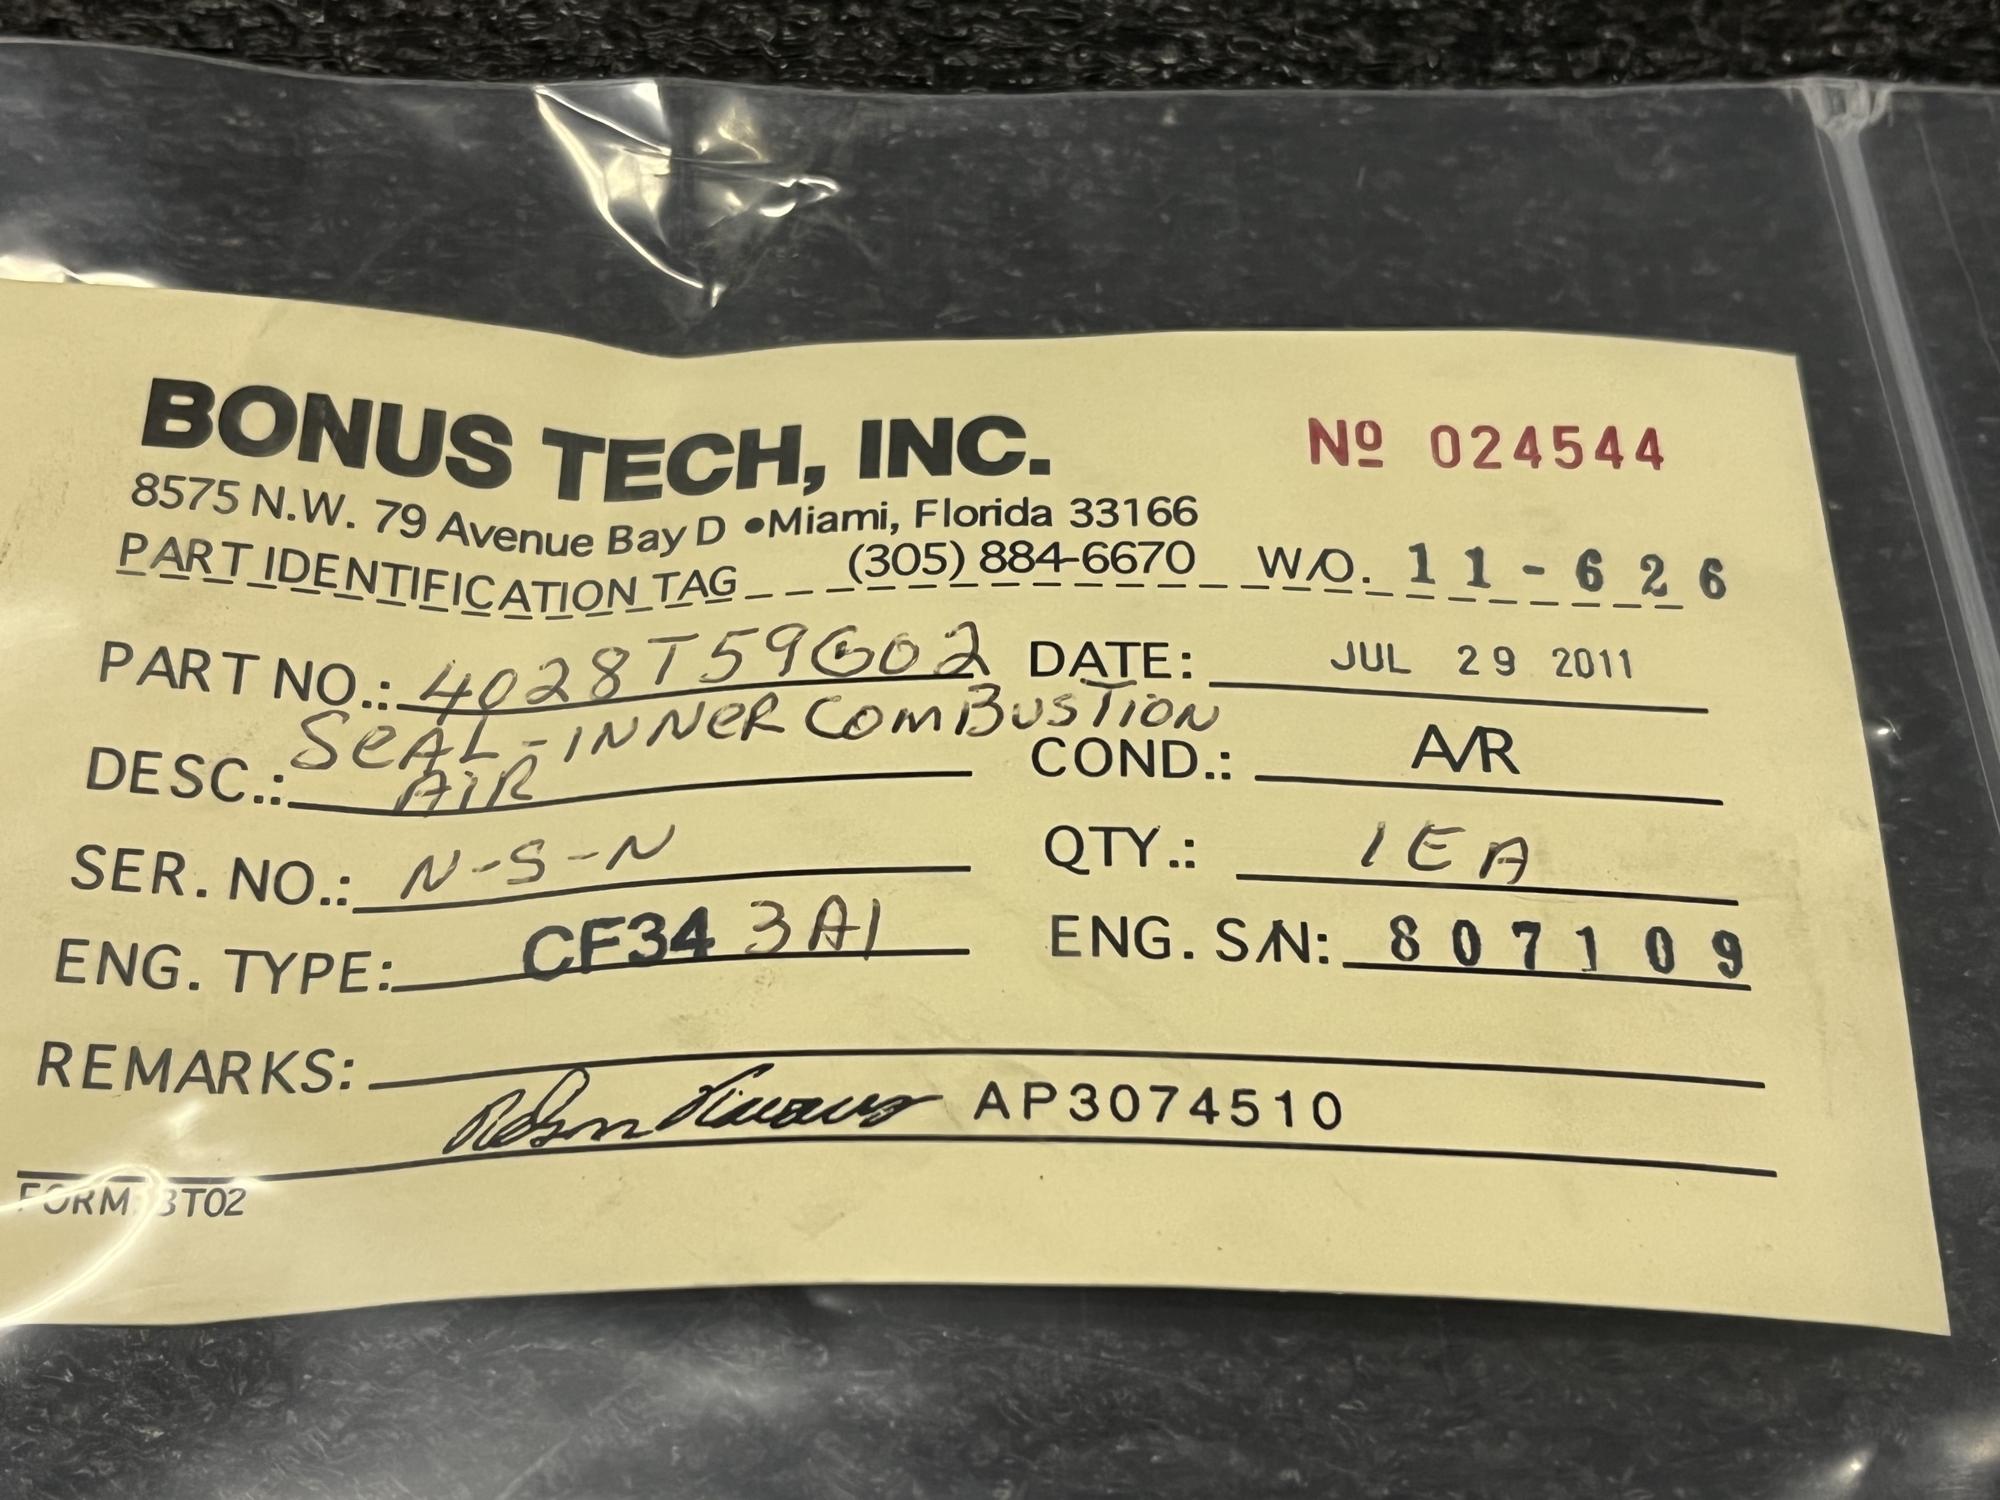 BONUS TECH, INC.
Nº 024544
8575 N.W. 79 Avenue Bay D •Miami, Florida 33166
PART IDENTIFICATION TAG (305) 884-6670 W/O. 11-626
PART NO.: 4028T59G02 DATE: JUL 29 2011
SEAL-INNER COMBUSTION
DESC.: AIR COND.: A/R
SER. NO.: N-S-N QTY.: 1 EA
ENG. TYPE: CF34 3A1 ENG. S/N: 807109
REMARKS:
AP3074510
FORM BT02